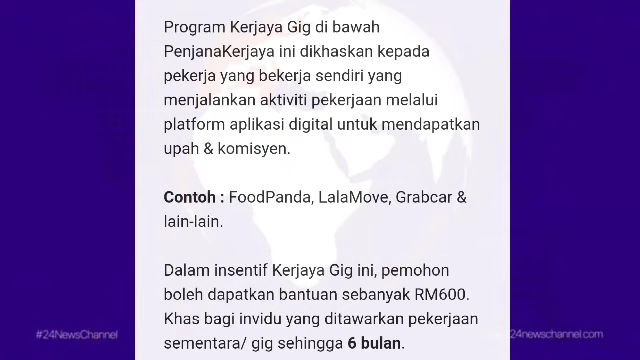 Program Kerjaya Gig di bawah
PenjanaKerjaya ini dikhaskan kepada
pekerja yang bekerja sendiri yang
menjalankan aktiviti pekerjaan melalui
platform aplikasi digital untuk mendapatkan
upah & komisyen.
Contoh : FoodPanda, LalaMove, Grabcar &
lain-lain.
Dalam insentif Kerjaya Gig ini, pemohon
boleh dapatkan bantuan sebanyak RM600.
Khas bagi invidu yang ditawarkan pekerjaan
sementara/ gig sehingga 6 bulan.
#24NewsChannel
.24newschannel.com